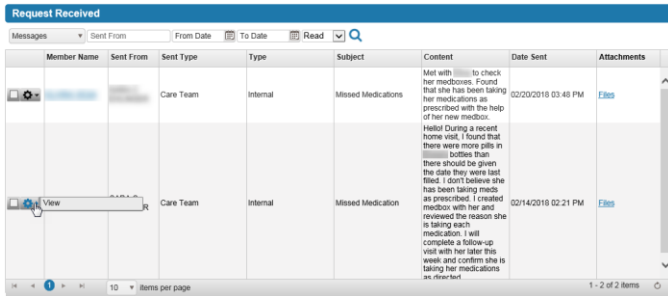 Request Received
Messages Sent From From Date To Date Read
Member Name Sent From Sent Type Type Subject Content Date Sent Attachments
Met with to check
her medboxes. Found
that she has been taking
her medications as
prescribed with the help
of her new medbox.
Care Team Internal Missed Medications 02/20/2018 03:48 PM Files
Hello! During a recent
home visit, I found that
there were more pills in
bottles than
there should be given
the date they were last
filled. I don't believe she
has been taking meds
as prescribed. I created
medbox with her and
reviewed the reason she
is taking each
medication. I will
complete a follow-up
visit with her later this
week and confirm she is
taking her medications
as directed.
View Care Team Internal Missed Medication 02/14/2018 02:21 PM Files
1 10 items per page 1 - 2 of 2 items